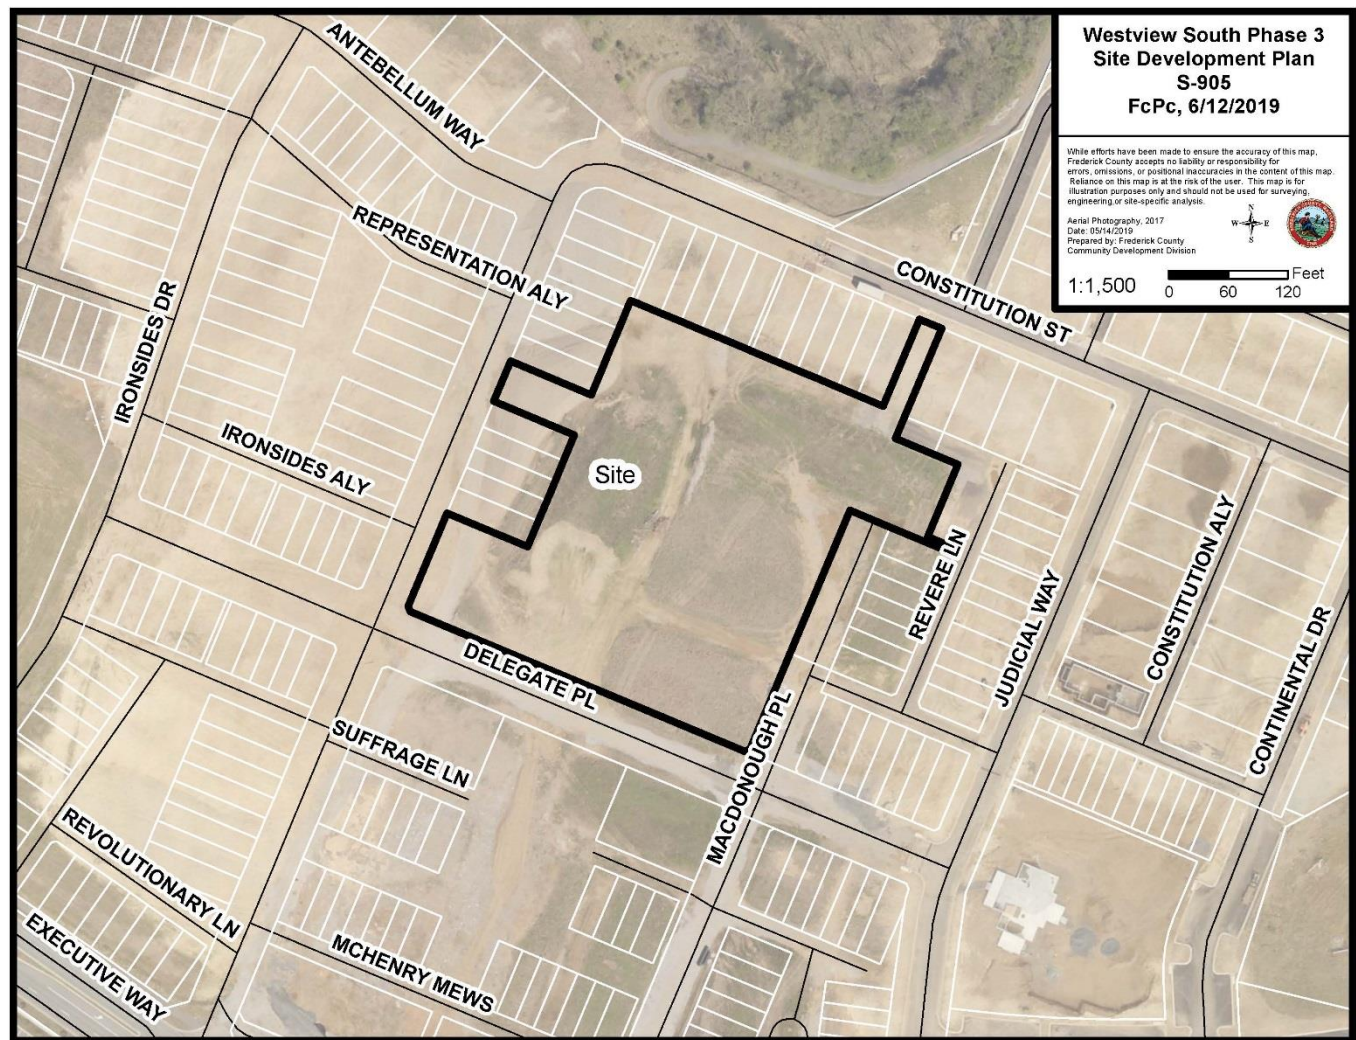 Westview South Phase 3
Site Development Plan
S-905
FcPc, 6/12/2019
While efforts have been made to ensure the accuracy of this map,
Frederick County accepts no liability or responsibility for
errors, omissions, or positional inaccuracies in the content of this map.
Reliance on this map is at the risk of the user. This map is for
illustration purposes only and should not be used for surveying,
engineering,or site-specific analysis.
Aerial Photography, 2017
Date: 05/14/2019
Prepared by: Frederick County
Community Development Division
N
W E
S
1:1,500
Feet
0 60 120
ANTEBELLUM WAY
REPRESENTATION ALY
CONSTITUTION ST
IRONSIDES DR
IRONSIDES ALY
Site
REVERE LN
JUDICIAL WAY
CONSTITUTION ALY
CONTINENTAL DR
DELEGATE PL
SUFFRAGE LN
MACDONOUGH PL
REVOLUTIONARY LN
EXECUTIVE WAY
MCHENRY MEWS